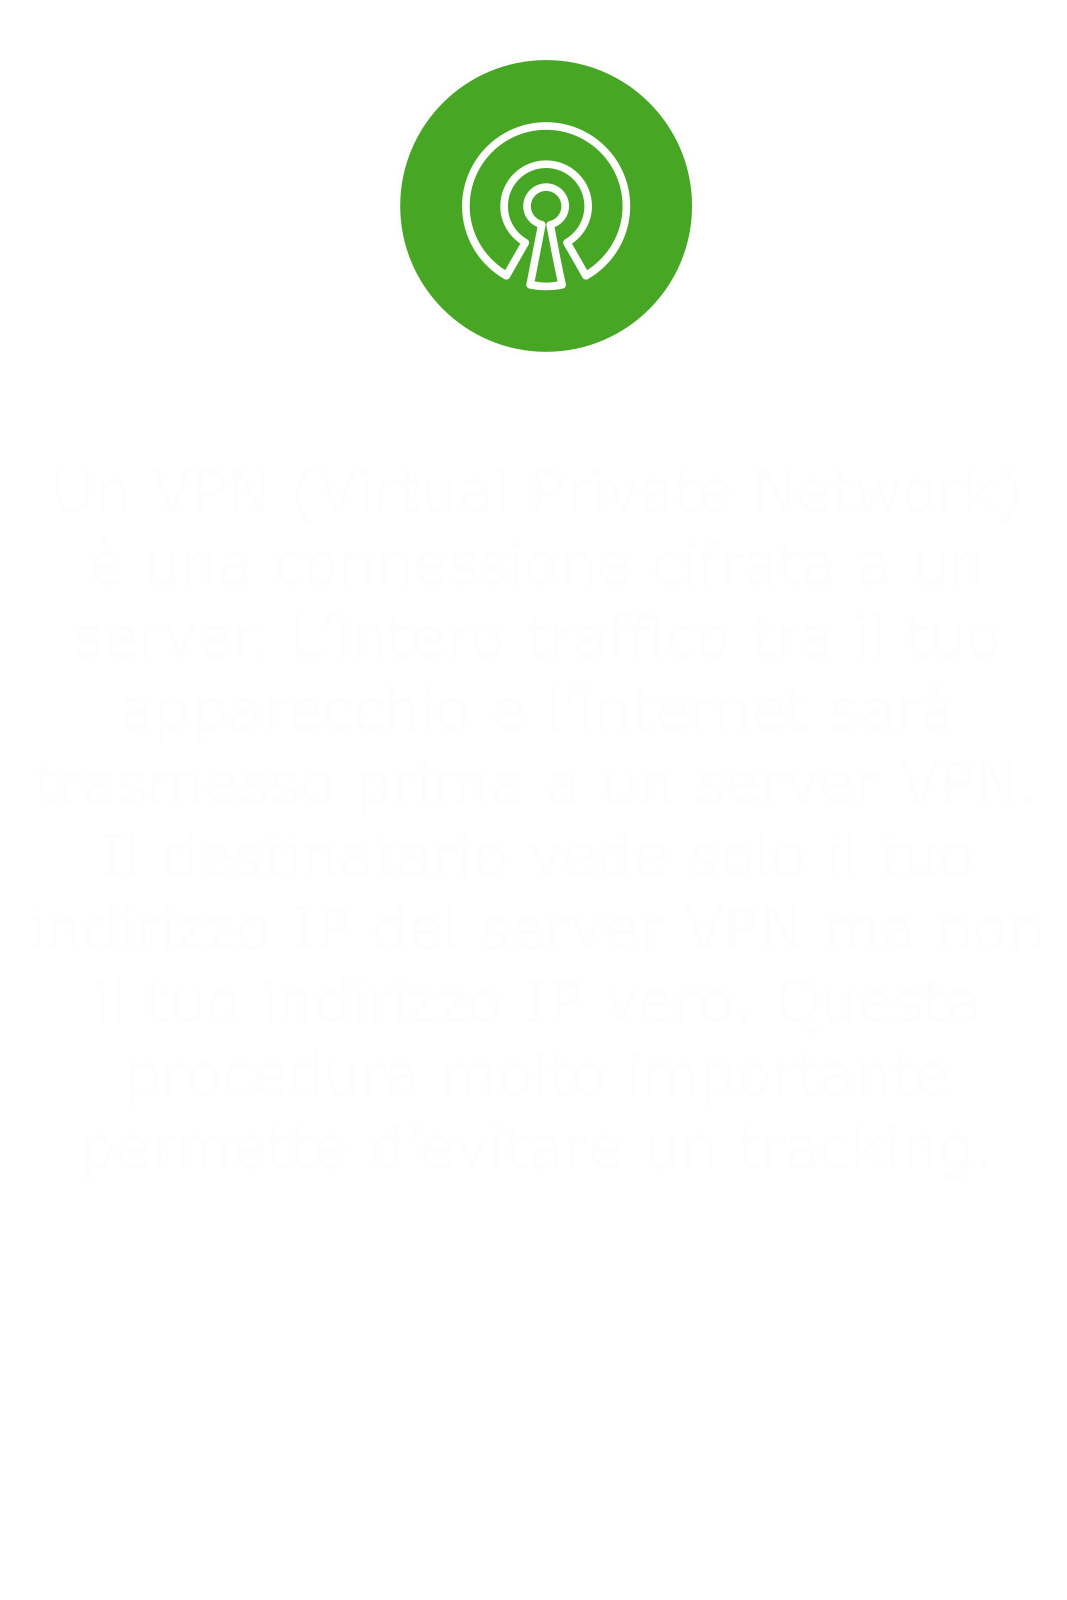 Un VPN (Virtual Private Network)
è una connessione cifrata a un
server. L'intero traffico tra il tuo
apparecchio e l'internet sarà
trasmesso prima a un server VPN.
Il destinatario vede solo il tuo
indirizzo IP del server VPN ma non
il tuo indirizzo IP vero. Questa
procedura molto importante
permette d'evitare un tracking.